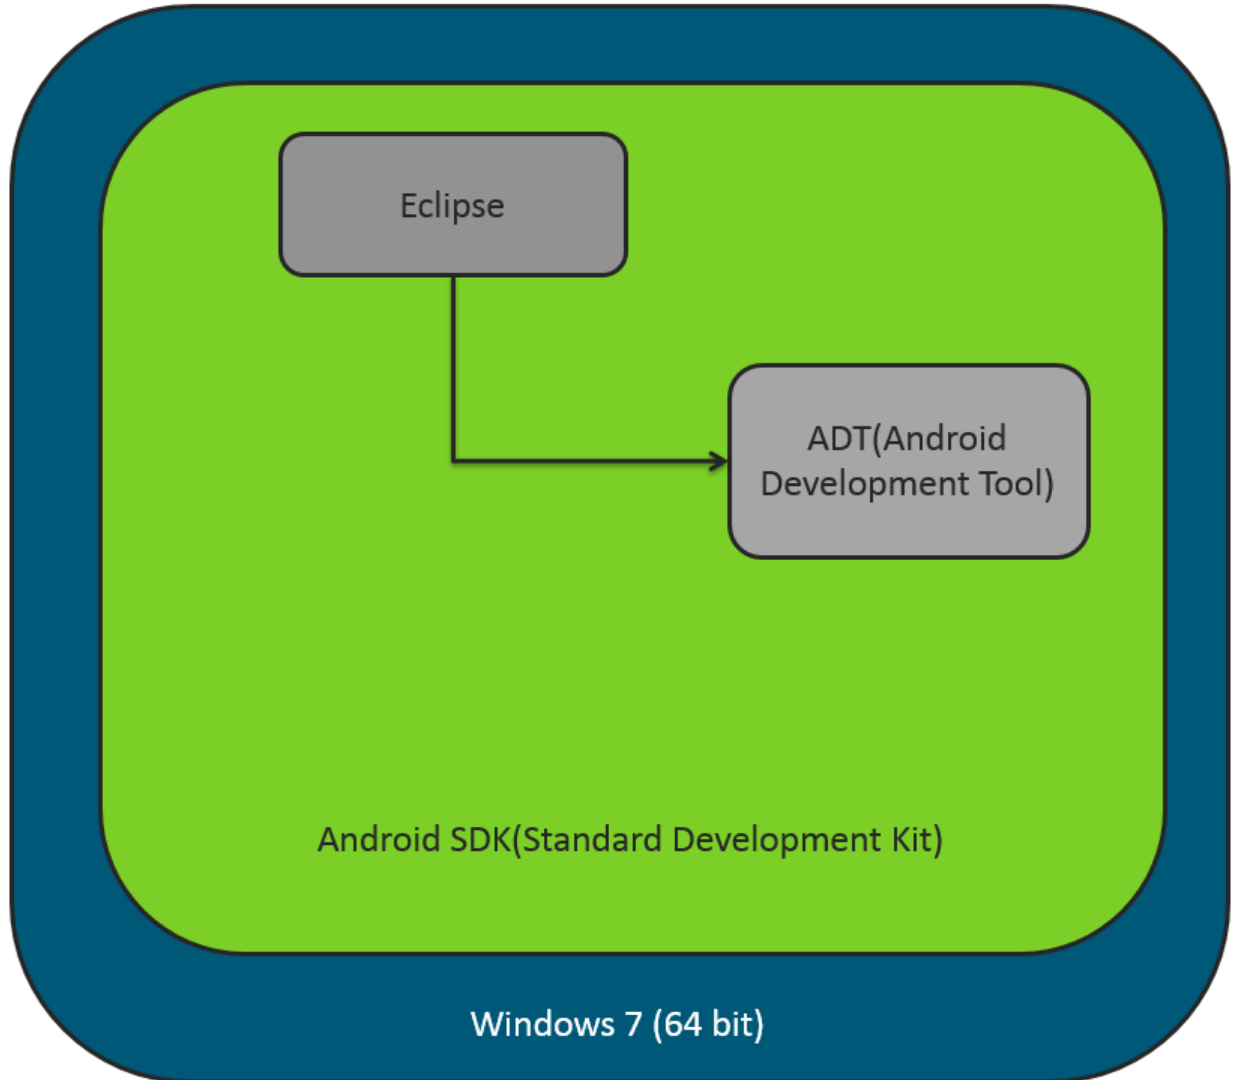 Eclipse
ADT(Android
Development Tool)
Android SDK(Standard Development Kit)
Windows 7 (64 bit)